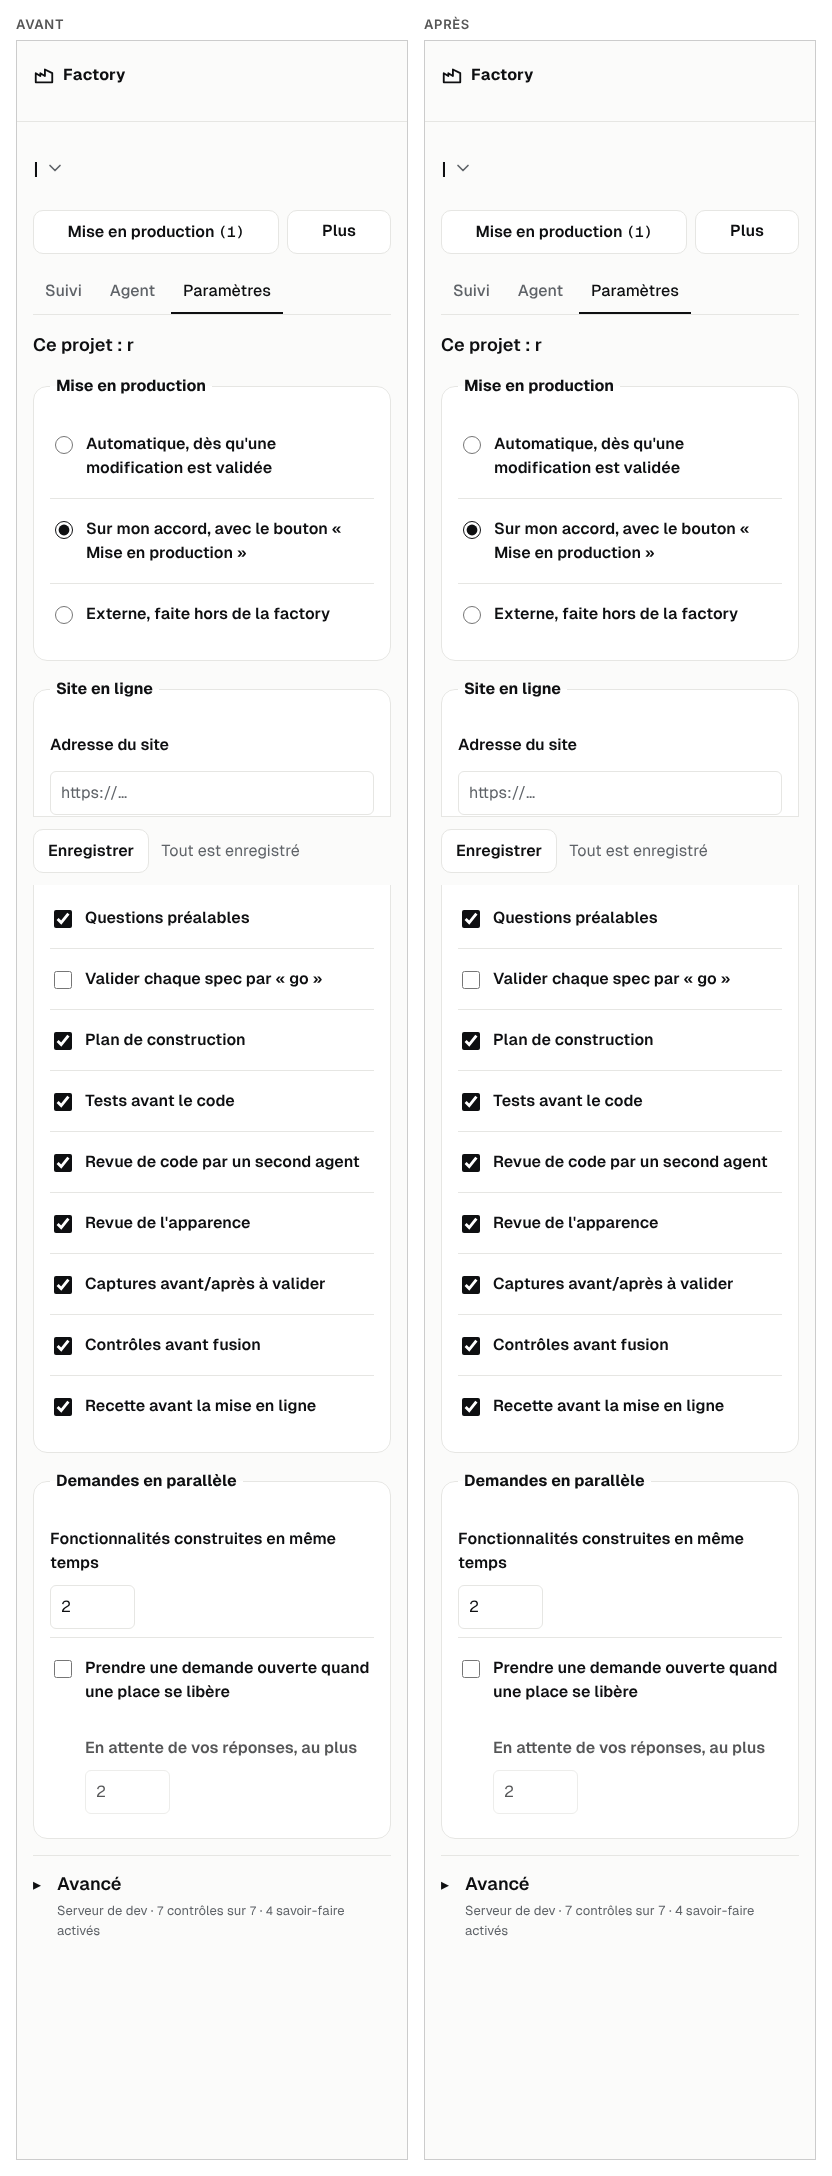 AVANT
Factory
Mise en production (1)
Plus
Suivi
Agent
Paramètres
Ce projet : r
Mise en production
Automatique, dès qu'une
modification est validée
Sur mon accord, avec le bouton «
Mise en production »
Externe, faite hors de la factory
Site en ligne
Adresse du site
https://...
Enregistrer
Tout est enregistré
Questions préalables
Valider chaque spec par « go »
Plan de construction
Tests avant le code
Revue de code par un second agent
Revue de l'apparence
Captures avant/après à valider
Contrôles avant fusion
Recette avant la mise en ligne
Demandes en parallèle
Fonctionnalités construites en même
temps
2
Prendre une demande ouverte quand
une place se libère
En attente de vos réponses, au plus
2
Avancé
Serveur de dev · 7 contrôles sur 7 · 4 savoir-faire
activés
APRÈS
Factory
Mise en production (1)
Plus
Suivi
Agent
Paramètres
Ce projet : r
Mise en production
Automatique, dès qu'une
modification est validée
Sur mon accord, avec le bouton «
Mise en production »
Externe, faite hors de la factory
Site en ligne
Adresse du site
https://...
Enregistrer
Tout est enregistré
Questions préalables
Valider chaque spec par « go »
Plan de construction
Tests avant le code
Revue de code par un second agent
Revue de l'apparence
Captures avant/après à valider
Contrôles avant fusion
Recette avant la mise en ligne
Demandes en parallèle
Fonctionnalités construites en même
temps
2
Prendre une demande ouverte quand
une place se libère
En attente de vos réponses, au plus
2
Avancé
Serveur de dev · 7 contrôles sur 7 · 4 savoir-faire
activés